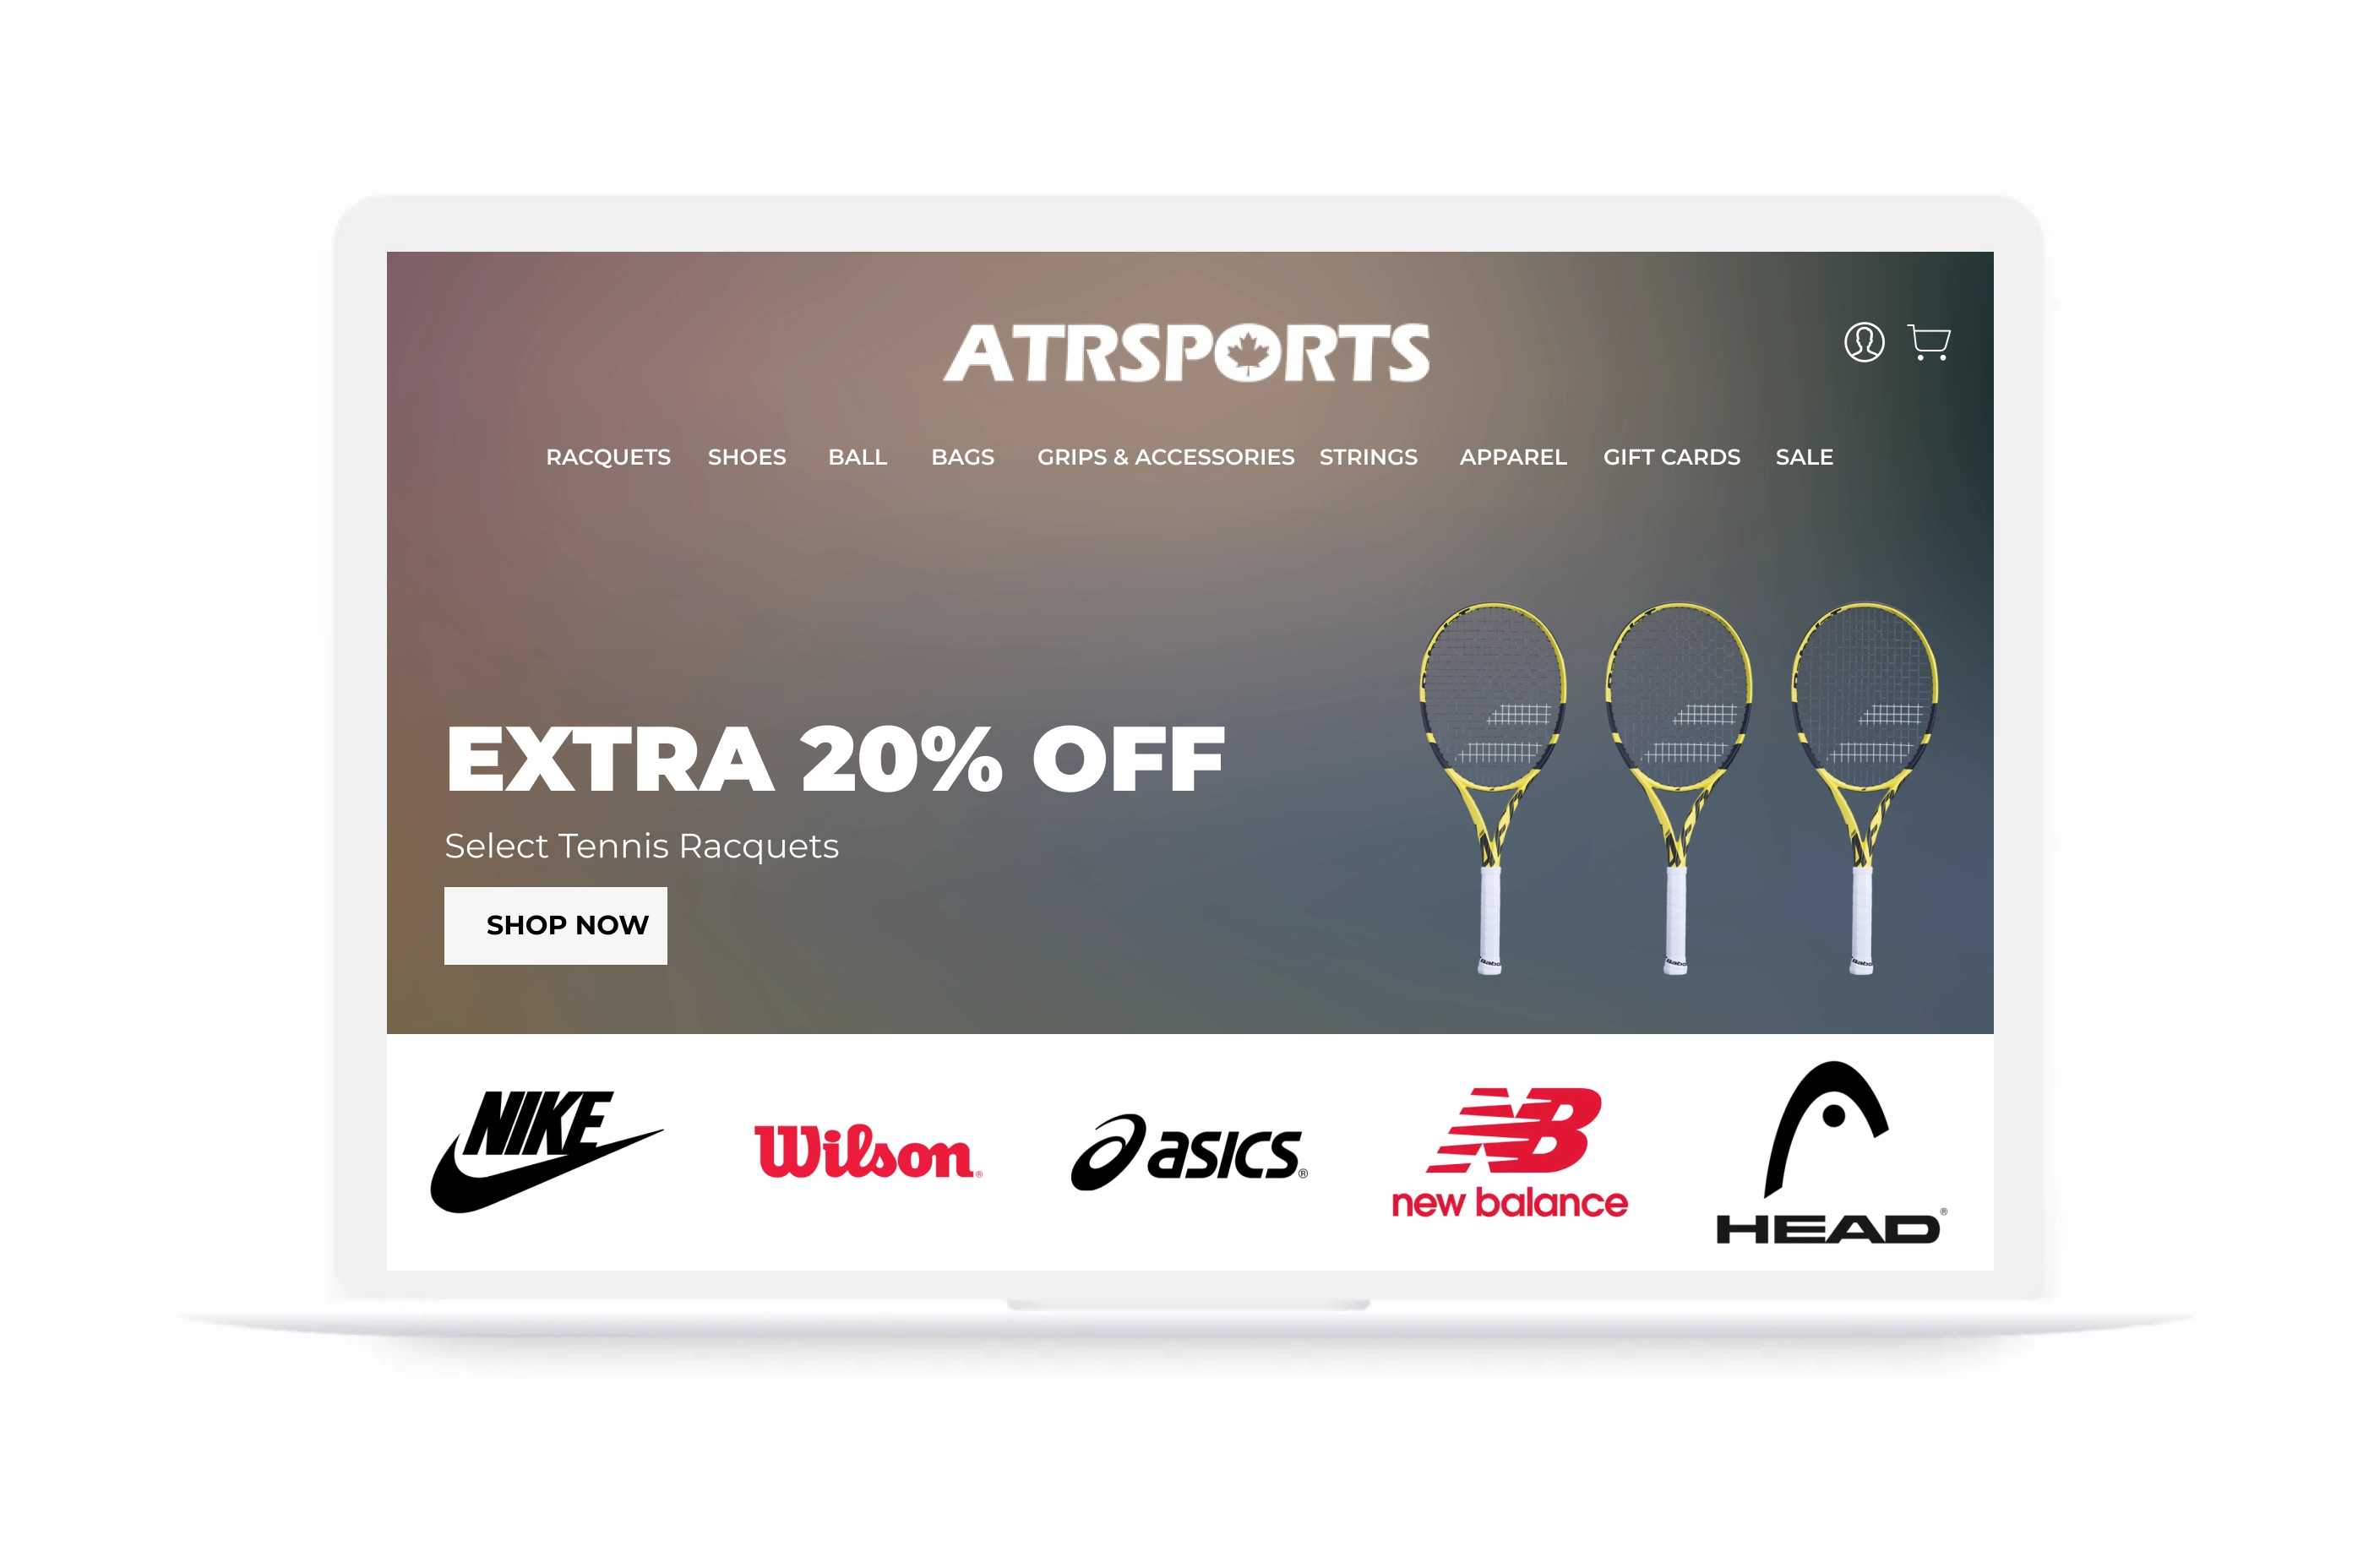 ATRSPORTS
RACQUETS SHOES BALL BAGS GRIPS & ACCESSORIES STRINGS APPAREL GIFT CARDS SALE
EXTRA 20% OFF
Select Tennis Racquets
SHOP NOW
NIKE
Wilson®
asics®
NB
new balance
HEAD®